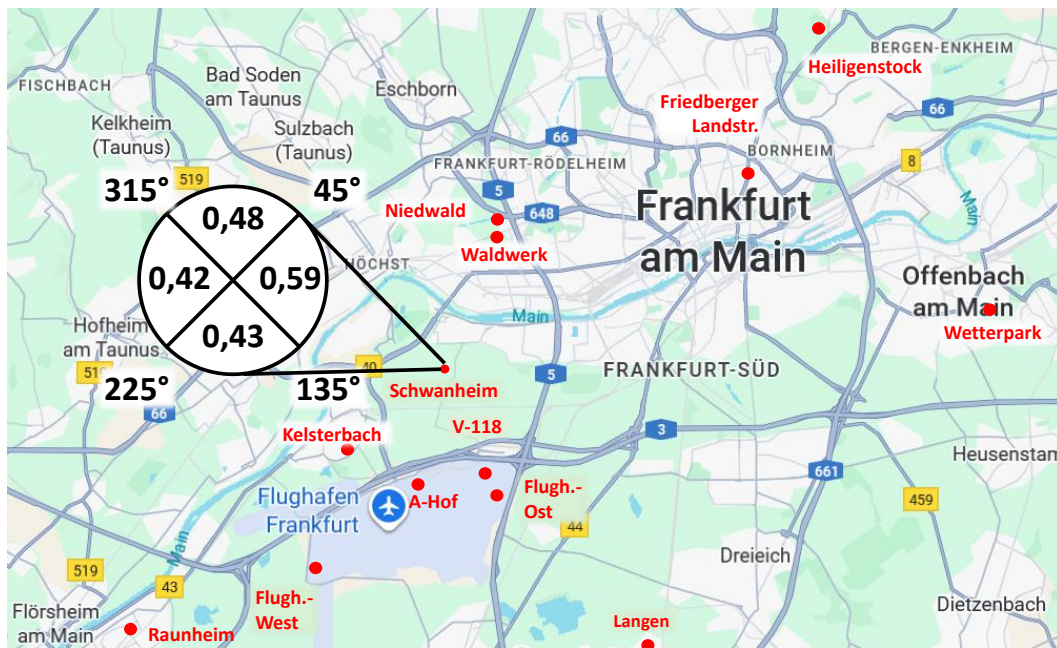 Heiligenstock
BERGEN-ENKHEIM
FISCHBACH
Bad Soden
am Taunus
Eschborn
Friedberger
Landstr.
66
Kelkheim
(Taunus)
Sulzbach
(Taunus)
66
BORNHEIM
8
FRANKFURT-RÖDELHEIM
519
5
648
315°
45°
Niedwald
Waldwerk
Frankfurt
am Main
0,48
0,42
0,59
0,43
HÖCHST
Main
Main
Offenbach
am Main
Wetterpark
Hofheim
am Taunus
51
40
5
FRANKFURT-SÜD
Schwanheim
225°
135°
66
V-118
3
Kelsterbach
661
Heusenstam
Flughafen
Frankfurt
A-Hof
Flugh.-
Ost
459
44
Main
Dreieich
519
43
Flugh.-
West
Flörsheim
am Main
Raunheim
Langen
Dietzenbach